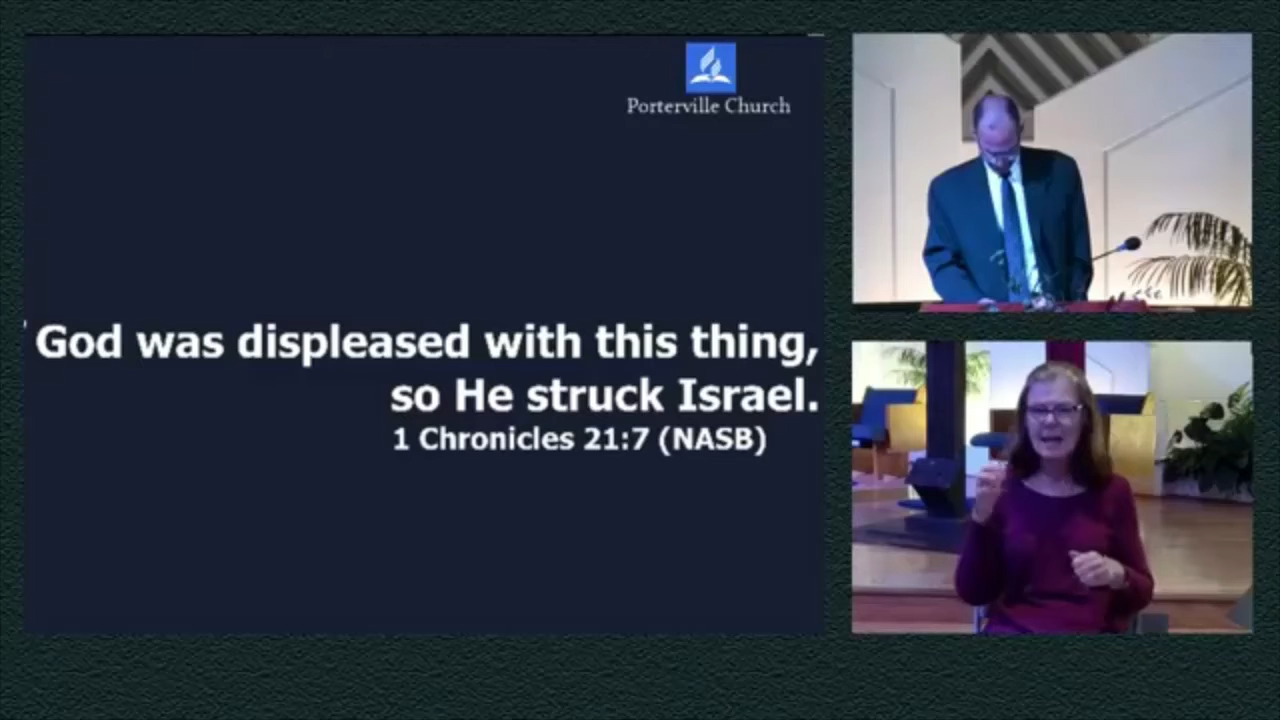 Porterville Church
God was displeased with this thing,
so He struck Israel.
1 Chronicles 21:7 (NASB)